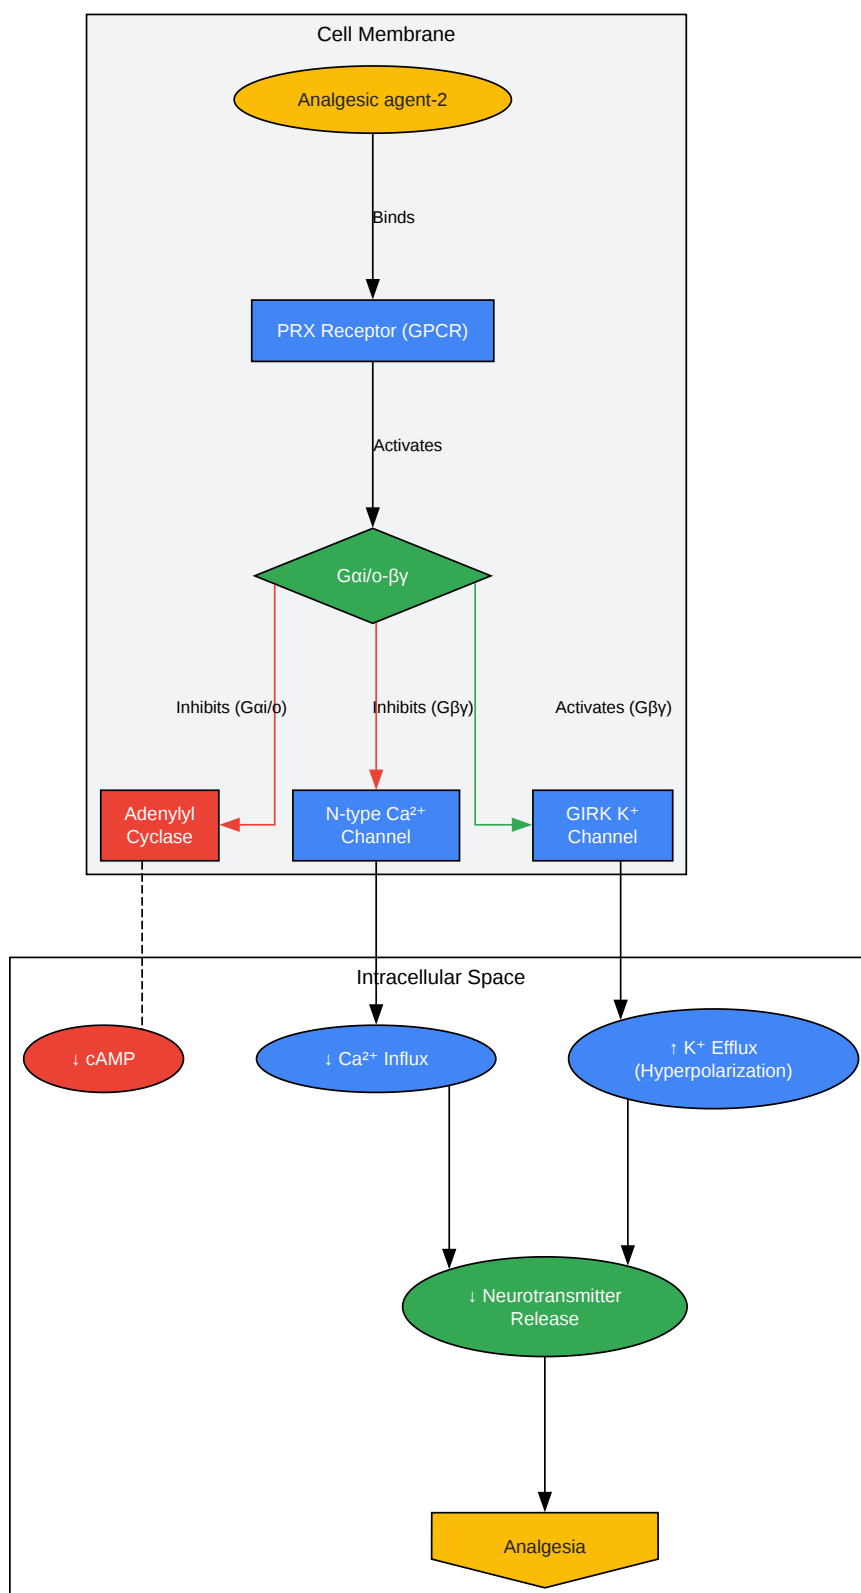 Cell Membrane
Analgesic agent-2
Binds
PRX Receptor (GPCR)
Activates
Gαi/o-βγ
Inhibits (Gαi/o)
Inhibits (Gβγ)
Activates (Gβγ)
Adenylyl
Cyclase
N-type Ca²⁺
Channel
GIRK K⁺
Channel
Intracellular Space
↓ cAMP
↓ Ca²⁺ Influx
↑ K⁺ Efflux
(Hyperpolarization)
↓ Neurotransmitter
Release
Analgesia